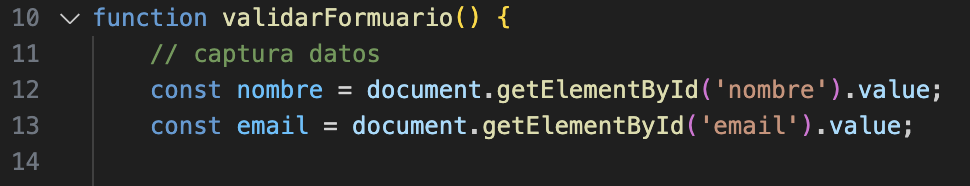 10 function validarFormuario() {
11 // captura datos
12 const nombre = document.getElementById('nombre').value;
13 const email = document.getElementById('email').value;
14